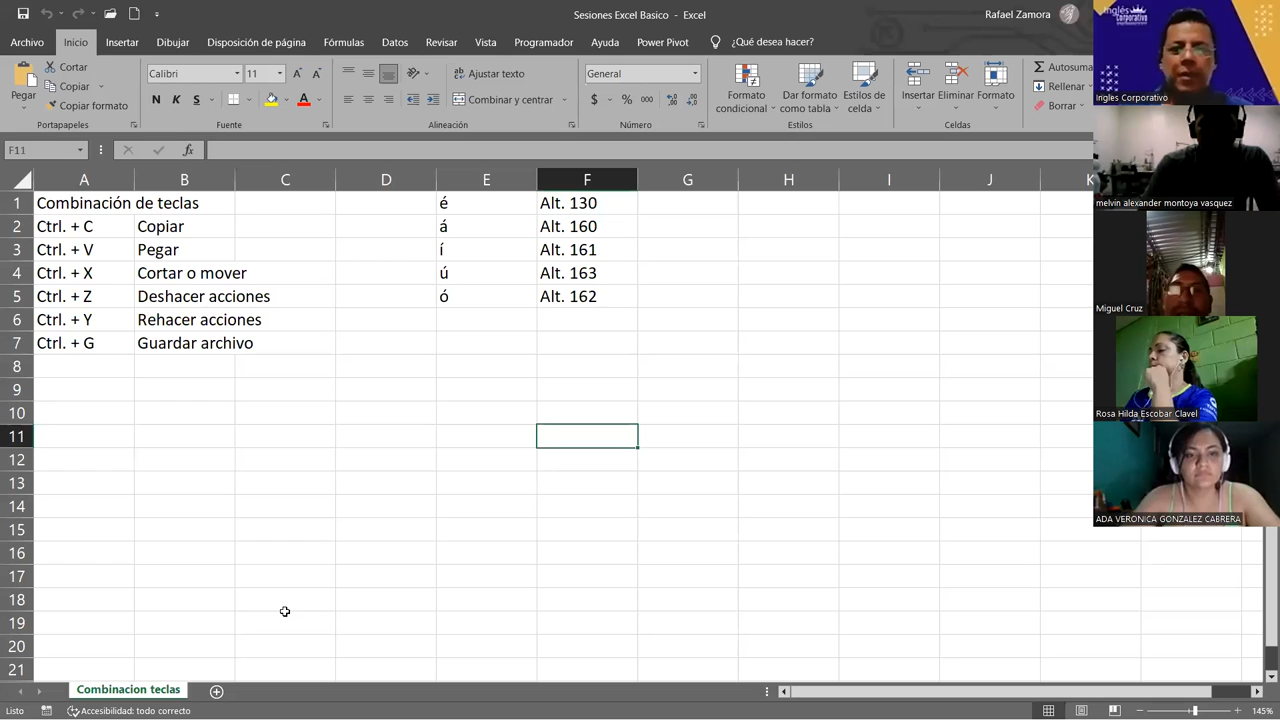 Sesiones Excel Basico - Excel
Rafael Zamora
Archivo Inicio Insertar Dibujar Disposición de página Fórmulas Datos Revisar Vista Programador Ayuda Power Pivot ¿Qué desea hacer?
Pegar
Cortar
Copiar
Copiar formato
Portapapeles
Calibri 11
N K S
Fuente
Ajustar texto
Combinar y centrar
Alineación
General
$ % 000
Número
Formato condicional
Dar formato como tabla
Estilos de celda
Estilos
Insertar Eliminar Formato
Celdas
Autosuma
Rellenar
Borrar
F11 fx
A B C D E F G H I J K
1 Combinación de teclas é Alt. 130
2 Ctrl. + C Copiar á Alt. 160
3 Ctrl. + V Pegar í Alt. 161
4 Ctrl. + X Cortar o mover ú Alt. 163
5 Ctrl. + Z Deshacer acciones ó Alt. 162
6 Ctrl. + Y Rehacer acciones
7 Ctrl. + G Guardar archivo
8
9
10
11
12
13
14
15
16
17
18
19
20
21
Combinacion teclas
Listo Accesibilidad: todo correcto 145%
Inglés
Corporativo
Ingles Corporativo
melvin alexander montoya vasquez
Miguel Cruz
Rosa Hilda Escobar Clavel
ADA VERONICA GONZALEZ CABRERA